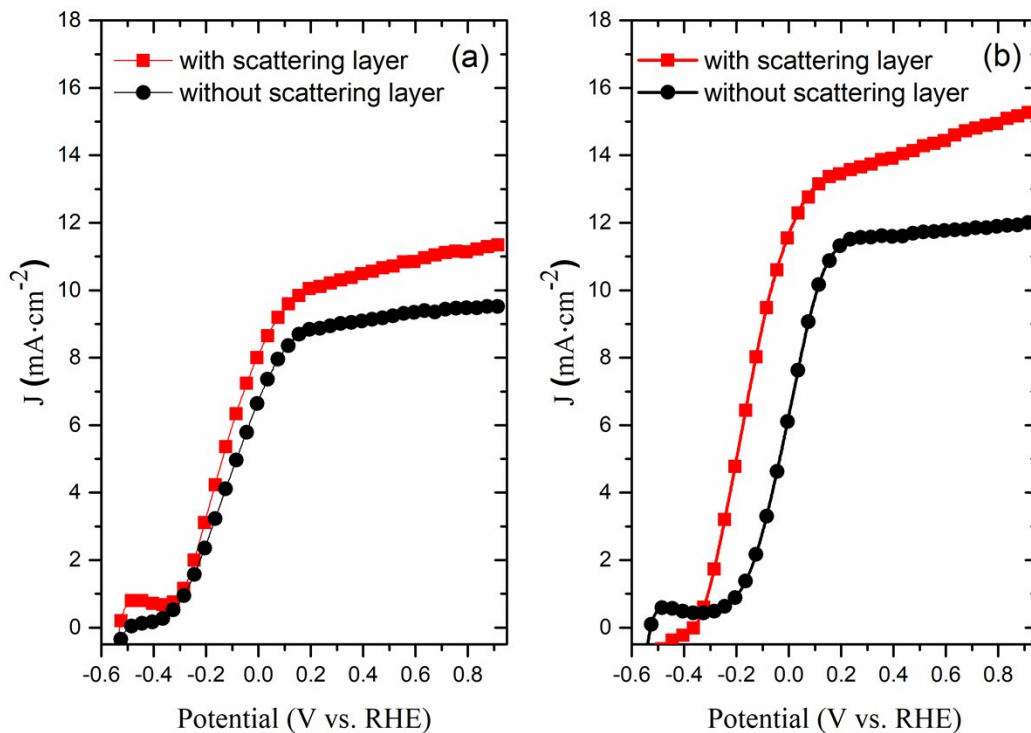 18
16
14
12
10
8
6
4
2
0
J (mA·cm-2)
with scattering layer
without scattering layer
(a)
-0.6 -0.4 -0.2 0.0 0.2 0.4 0.6 0.8
Potential (V vs. RHE)
18
16
14
12
10
8
6
4
2
0
J (mA·cm-2)
with scattering layer
without scattering layer
(b)
-0.6 -0.4 -0.2 0.0 0.2 0.4 0.6 0.8
Potential (V vs. RHE)